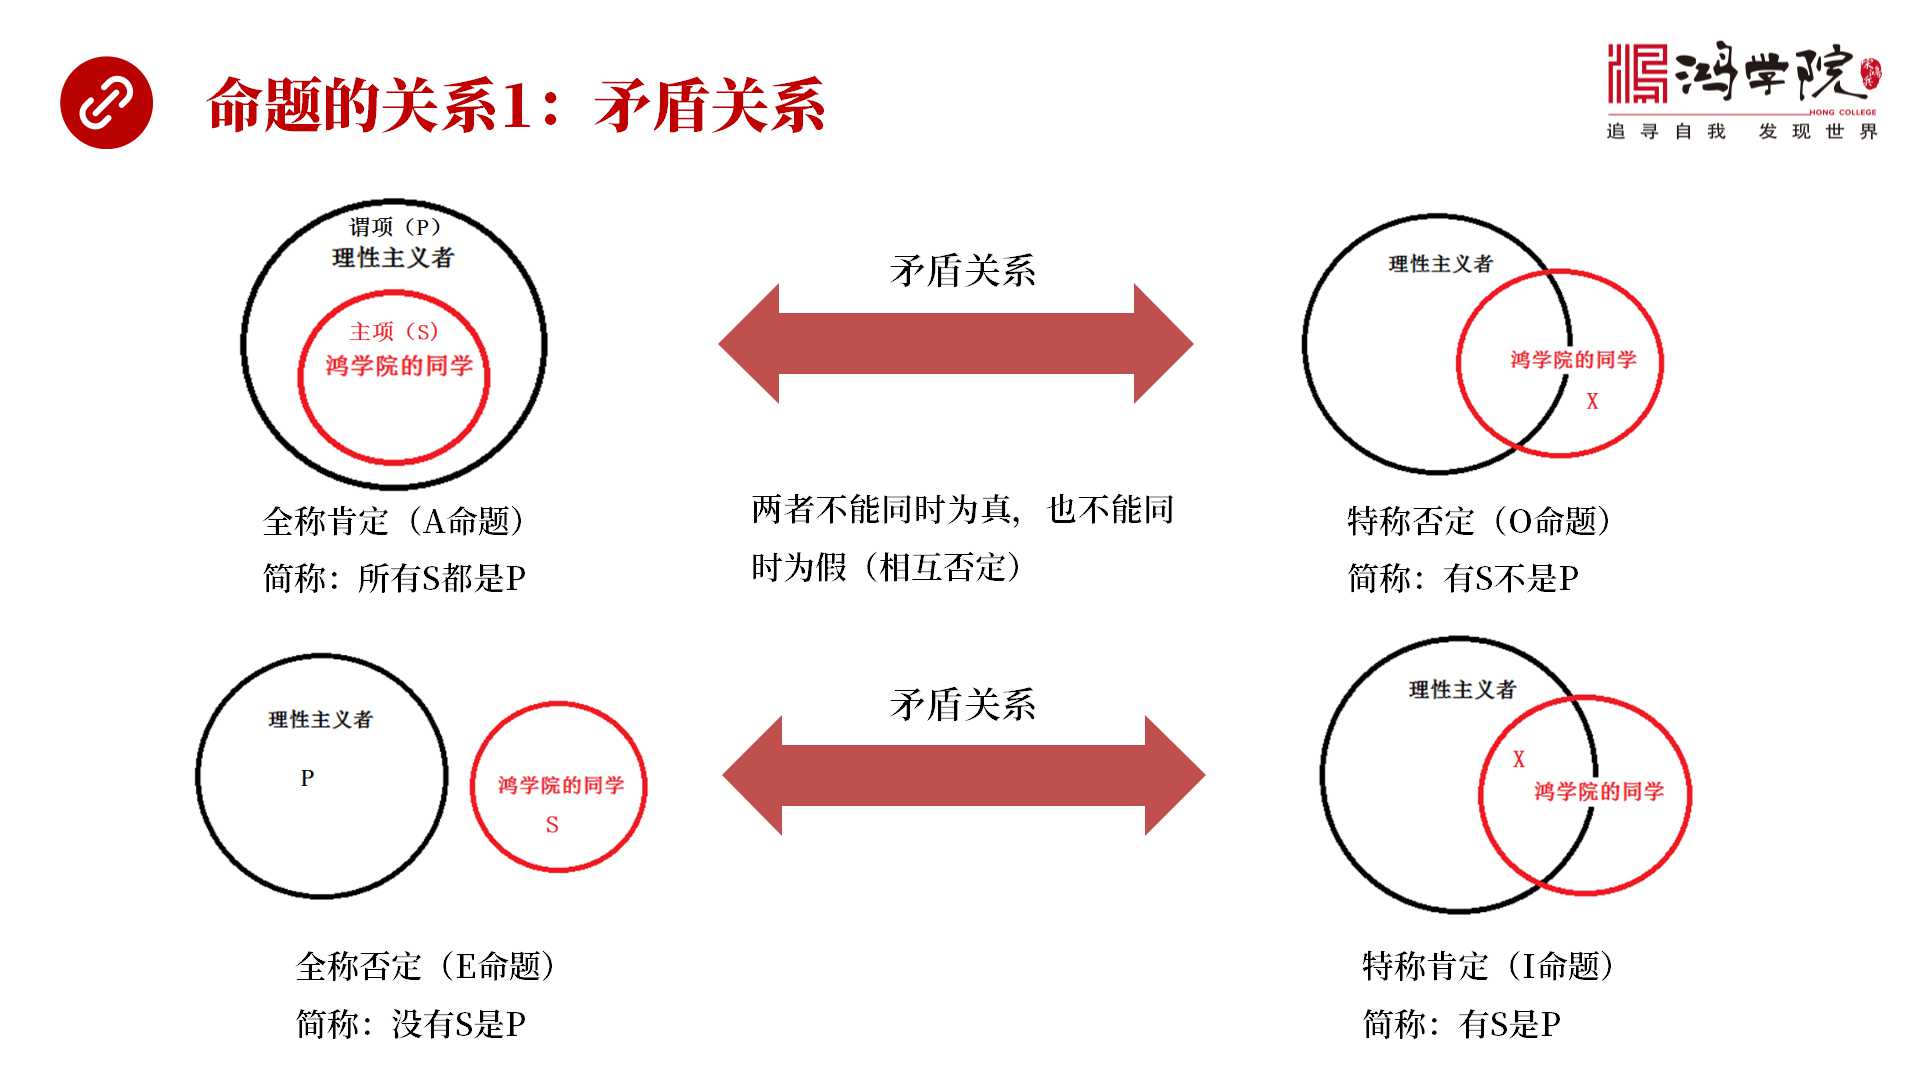 命题的关系1：矛盾关系
鸿学院
HONG COLLEGE
追寻自我 发现世界
谓项（P）
理性主义者
主项（S）
鸿学院的同学
矛盾关系
理性主义者
鸿学院的同学
X
全称肯定（A命题）
简称：所有S都是P
两者不能同时为真，也不能同
时为假（相互否定）
特称否定（O命题）
简称：有S不是P
理性主义者
P
鸿学院的同学
S
矛盾关系
理性主义者
X
鸿学院的同学
全称否定（E命题）
简称：没有S是P
特称肯定（I命题）
简称：有S是P